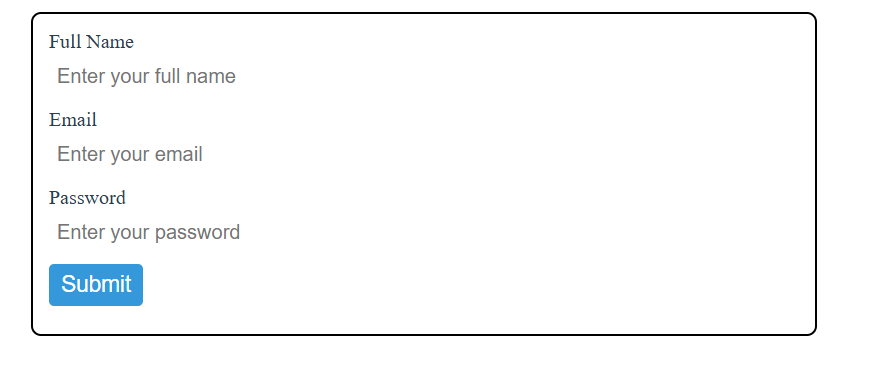 Full Name
Enter your full name
Email
Enter your email
Password
Enter your password
Submit